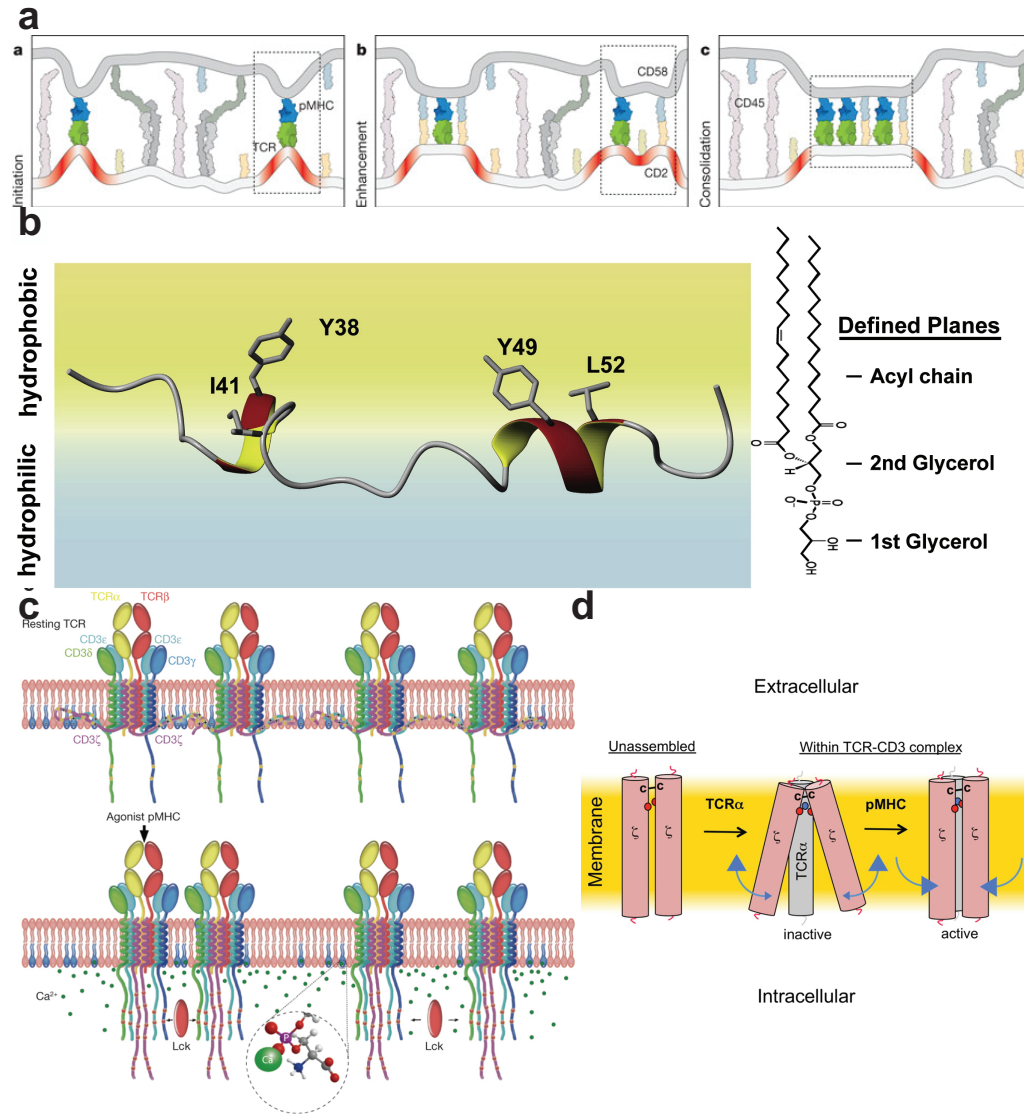 a
a
pMHC
TCR
Initiation
b
CD58
CD2
Enhancement
c
CD45
Consolidation
b
hydrophobic
hydrophilic
Y38
I41
Y49
L52
Defined Planes
Acyl chain
2nd Glycerol
1st Glycerol
O
O
O
O
H
O
O⁻
P
O
O
OH
OH
c
TCRα
TCRβ
Resting TCR
CD3ε
CD3ε
CD3δ
CD3γ
CD3ζ
CD3ζ
Agonist pMHC
Ca²⁺
Lck
Lck
P
Ca
d
Extracellular
Unassembled
Within TCR-CD3 complex
Membrane
c
c
ζ
ζ
TCRα
c
c
ζ
ζ
TCRα
pMHC
c
c
ζ
ζ
inactive
active
Intracellular